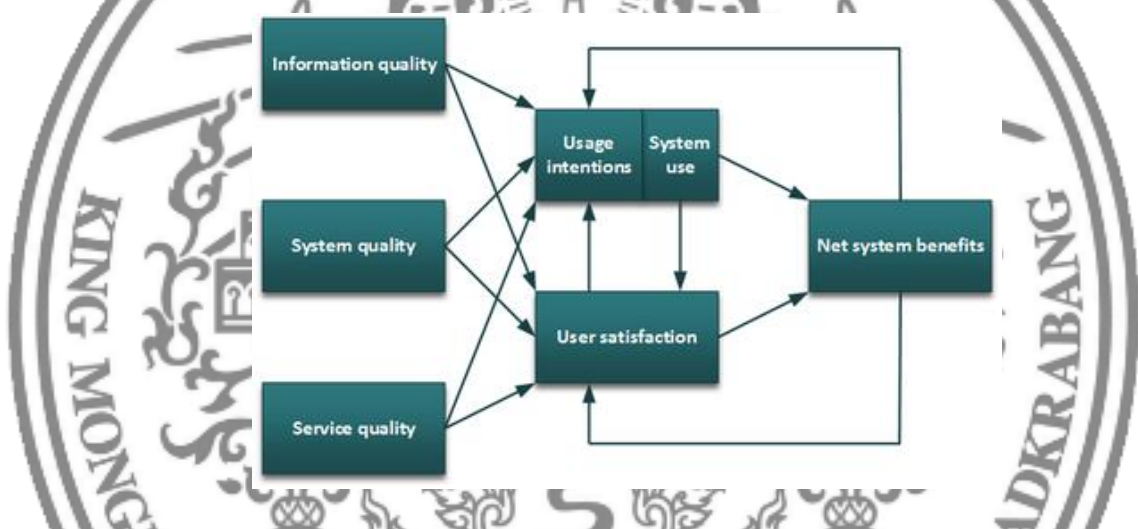 Information quality
Usage
intentions
System
use
System quality
Net system benefits
User satisfaction
Service quality
KING MONG
ADKRABANG